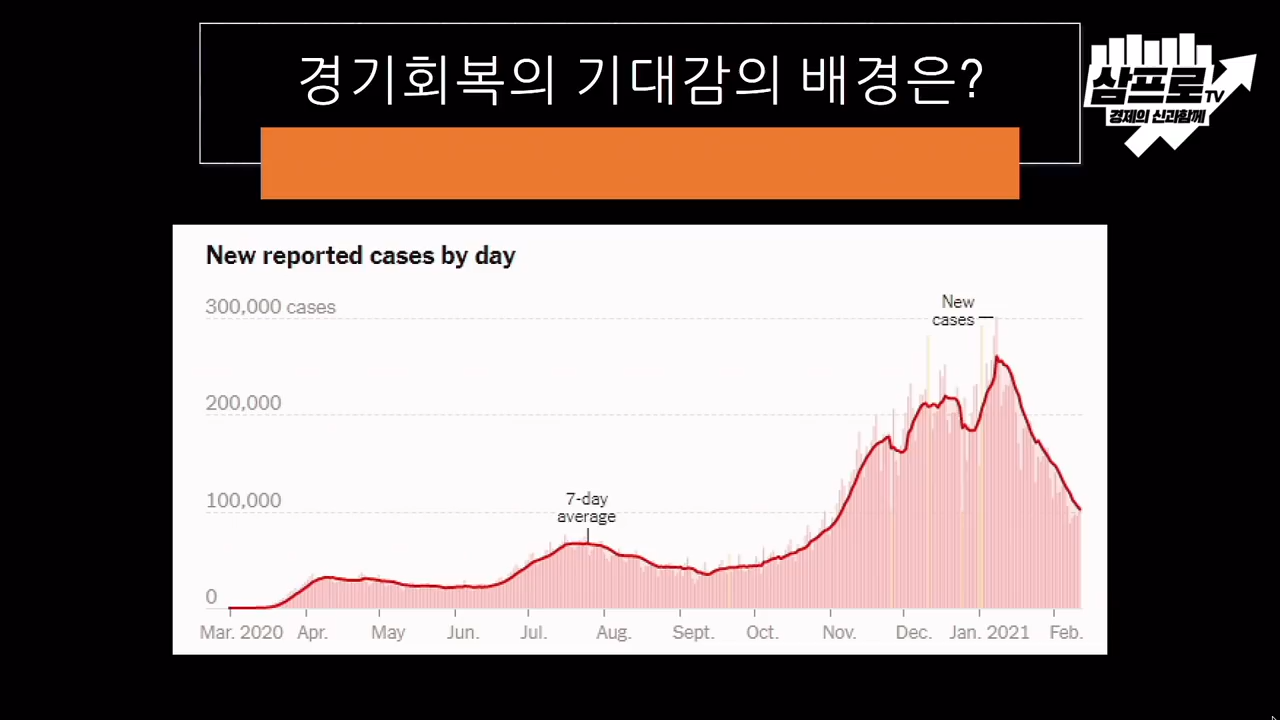 경기회복의 기대감의 배경은?
삼프로TV
경제의 신과함께
New reported cases by day
300,000 cases
New
cases
200,000
100,000
7-day
average
0
Mar. 2020 Apr. May Jun. Jul. Aug. Sept. Oct. Nov. Dec. Jan. 2021 Feb.